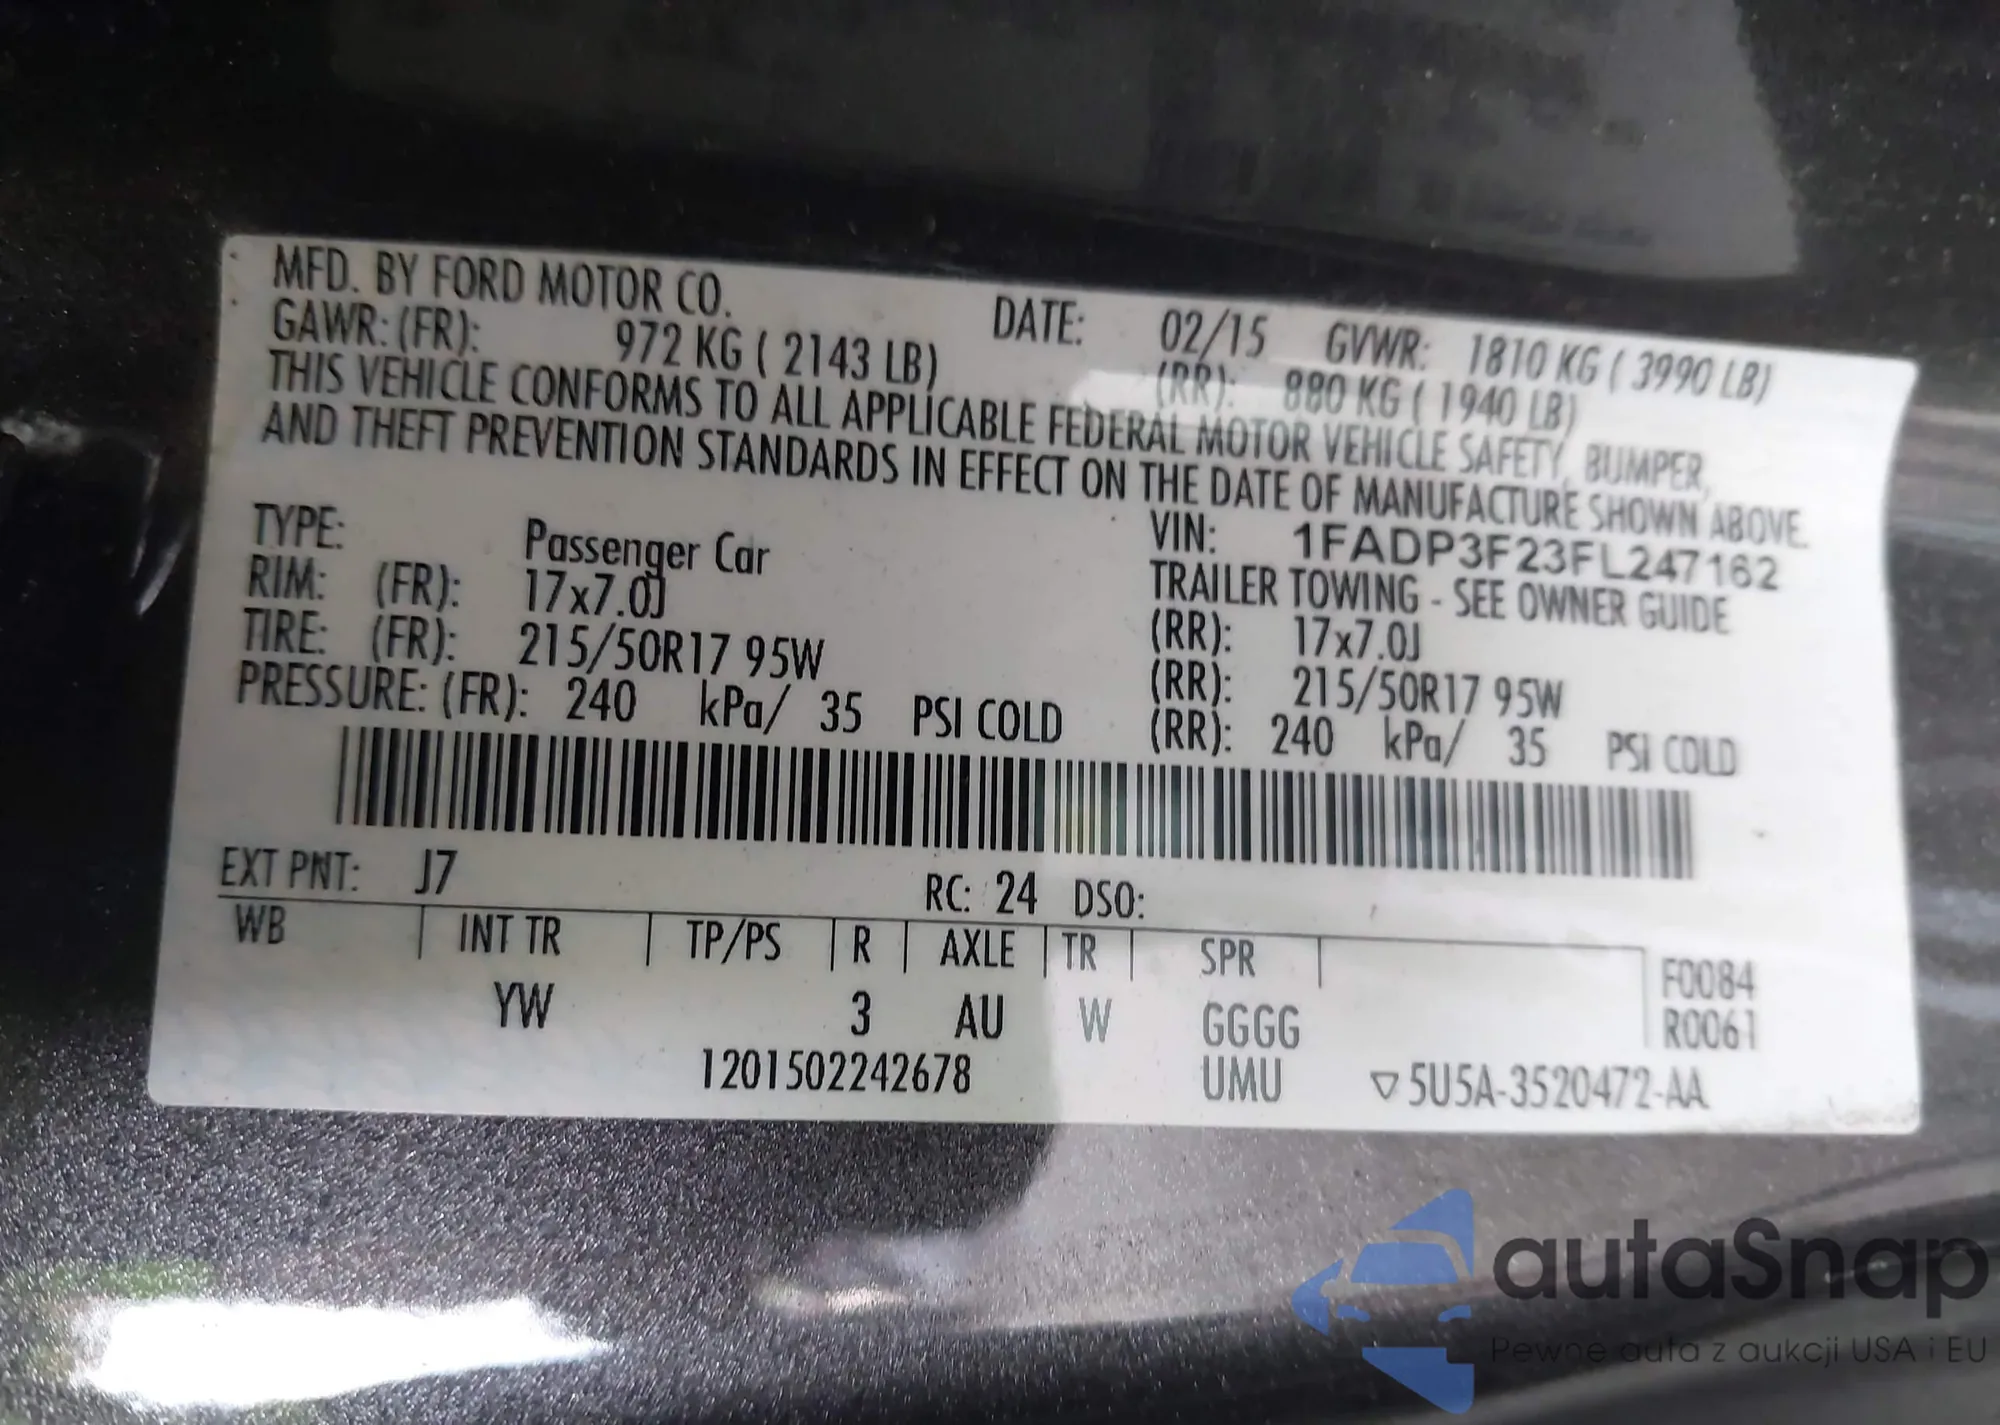 MFD. BY FORD MOTOR CO. DATE: 02/15 GVWR: 1810 KG ( 3990 LB)
GAWR: (FR): 972 KG ( 2143 LB) (RR): 880 KG ( 1940 LB)
THIS VEHICLE CONFORMS TO ALL APPLICABLE FEDERAL MOTOR VEHICLE SAFETY, BUMPER,
AND THEFT PREVENTION STANDARDS IN EFFECT ON THE DATE OF MANUFACTURE SHOWN ABOVE.
TYPE: Passenger Car VIN: 1FADP3F23FL247162
TRAILER TOWING - SEE OWNER GUIDE
RIM: (FR): 17x7.0J (RR): 17x7.0J
TIRE: (FR): 215/50R17 95W (RR): 215/50R17 95W
PRESSURE: (FR): 240 kPa/ 35 PSI COLD (RR): 240 kPa/ 35 PSI COLD
EXT PNT: J7 RC: 24 DSO:
WB INT TR TP/PS R AXLE TR SPR F0084
YW 3 AU W GGGG R0061
1201502242678 UMU ▽5U5A-3520472-AA
autaSnap
Pewne auta z aukcji USA i EU